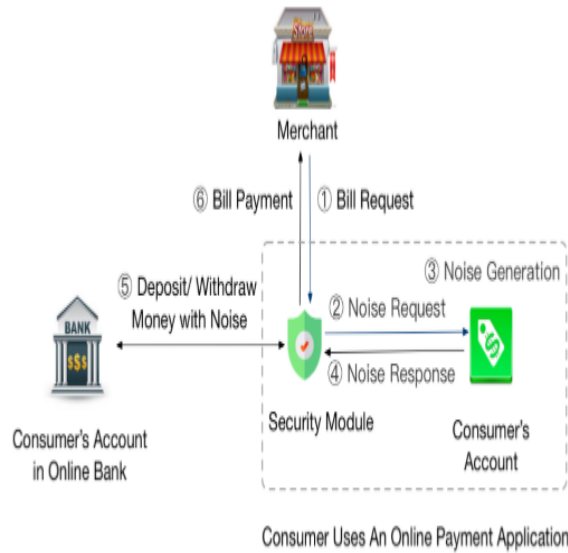 Store
Merchant
⑥ Bill Payment
① Bill Request
③ Noise Generation
⑤ Deposit/ Withdraw
Money with Noise
② Noise Request
BANK
$$$
$
④ Noise Response
Security Module
Consumer's
Account
Consumer's Account
in Online Bank
Consumer Uses An Online Payment Application